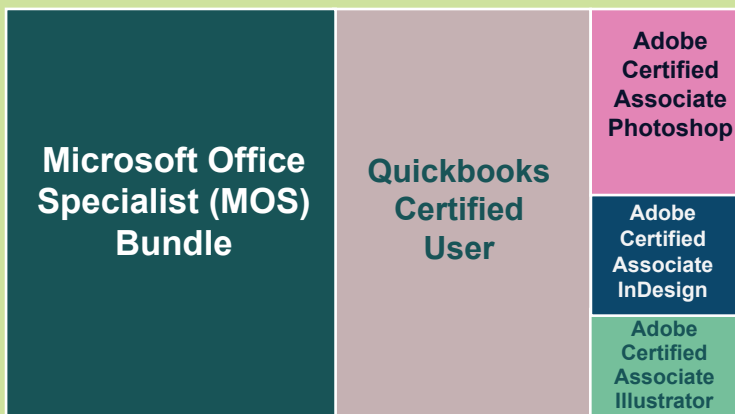 Microsoft Office
Specialist (MOS)
Bundle
Quickbooks
Certified
User
Adobe
Certified
Associate
Photoshop
Adobe
Certified
Associate
InDesign
Adobe
Certified
Associate
Illustrator